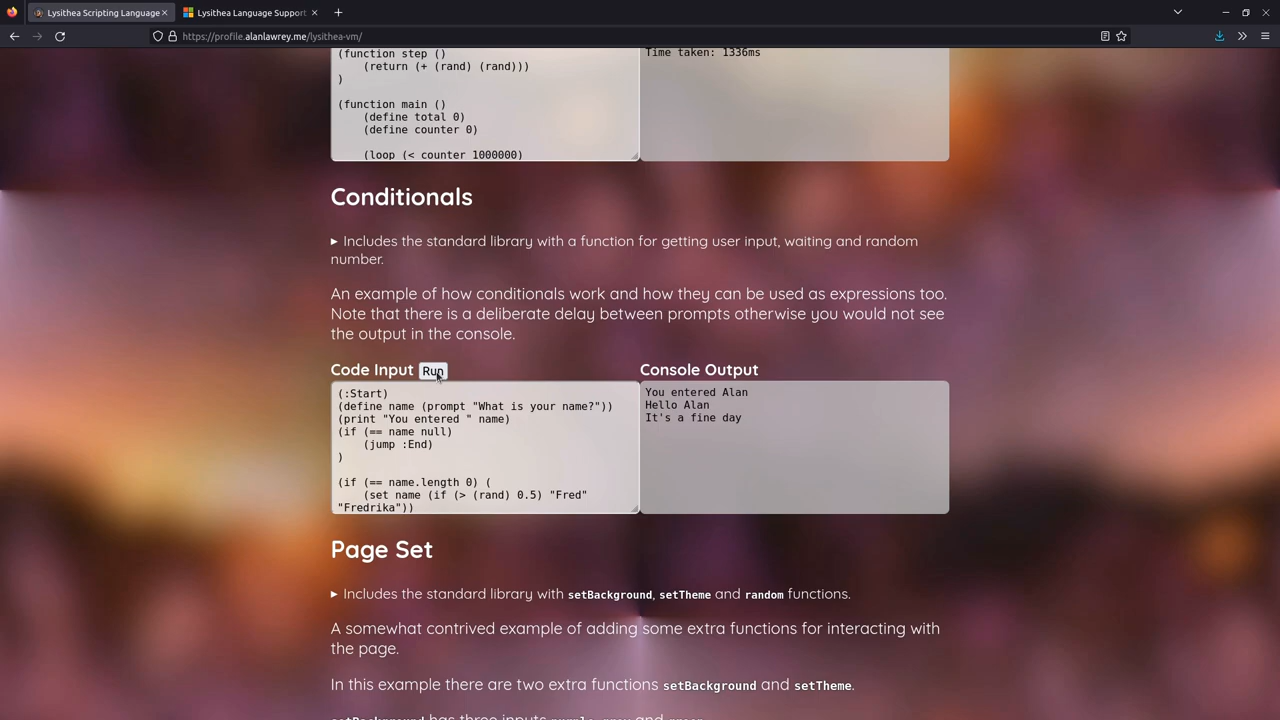 Lysithea Scripting Language
Lysithea Language Support
https://profile.alanlawrey.me/lysithea-vm/
(function step ()
(return (+ (rand) (rand)))
)
(function main ()
(define total 0)
(define counter 0)
(loop (< counter 1000000)
Time taken: 1336ms
Conditionals
Includes the standard library with a function for getting user input, waiting and random
number.
An example of how conditionals work and how they can be used as expressions too.
Note that there is a deliberate delay between prompts otherwise you would not see
the output in the console.
Code Input Run
(:Start)
(define name (prompt "What is your name?"))
(print "You entered " name)
(if (== name null)
(jump :End)
)
(if (== name.length 0) (
(set name (if (> (rand) 0.5) "Fred"
"Fredrika"))
Console Output
You entered Alan
Hello Alan
It's a fine day
Page Set
Includes the standard library with setBackground, setTheme and random functions.
A somewhat contrived example of adding some extra functions for interacting with
the page.
In this example there are two extra functions setBackground and setTheme.
setBackground has three inputs purple, grey and green